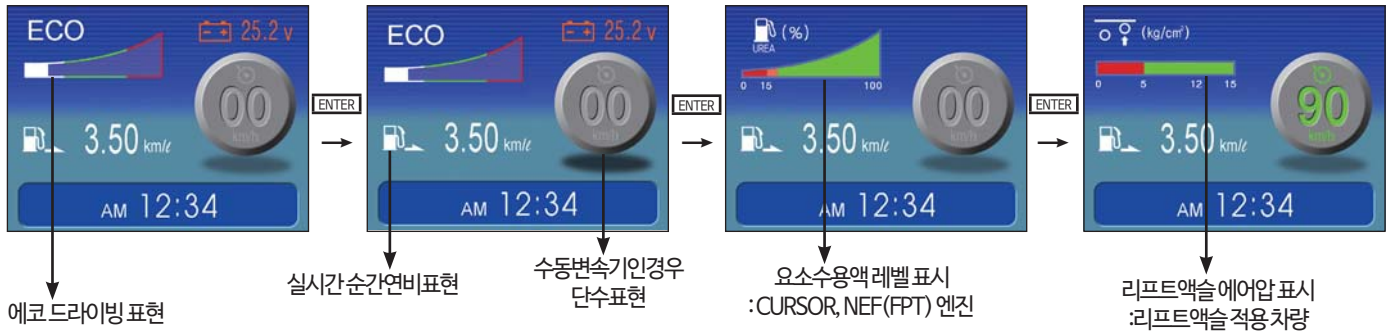 ECO
25.2 v
00
km/h
3.50 km/ℓ
AM 12:34
에코 드라이빙 표현
ENTER
ECO
25.2 v
00
km/h
3.50 km/ℓ
AM 12:34
실시간 순간연비표현
수동변속기인경우
단수표현
ENTER
UREA
(%)
0 15 100
00
km/h
3.50 km/ℓ
AM 12:34
요소수용액 레벨 표시
: CURSOR, NEF(FPT) 엔진
ENTER
(kg/cm²)
0 5 12 15
90
km/h
3.50 km/ℓ
AM 12:34
리프트액슬 에어압 표시
:리프트액슬 적용 차량